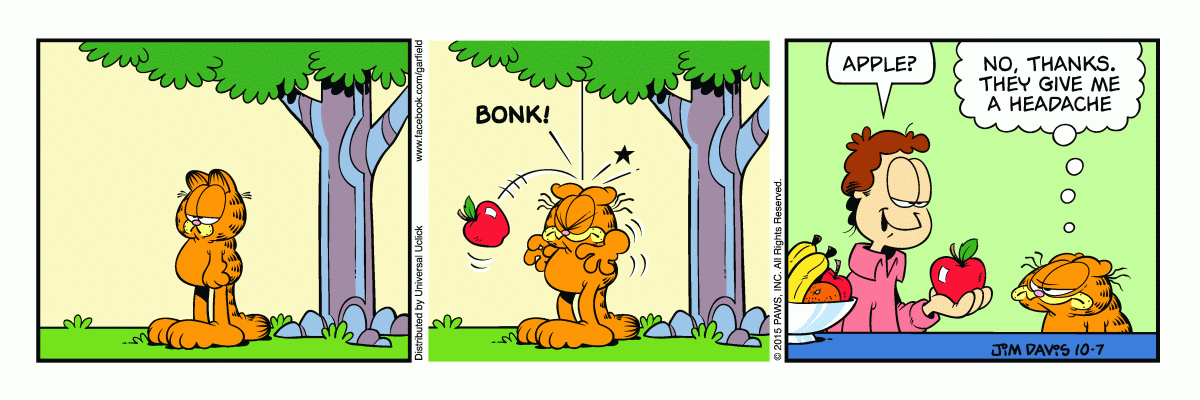 www.facebook.com/garfield
Distributed by Universal Uclick
BONK!
© 2015 PAWS, INC. All Rights Reserved.
APPLE?
NO, THANKS.
THEY GIVE ME
A HEADACHE
JIM DAVIS 10-7